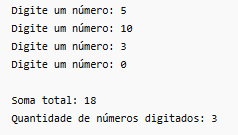 Digite um número: 5
Digite um número: 10
Digite um número: 3
Digite um número: 0
Soma total: 18
Quantidade de números digitados: 3